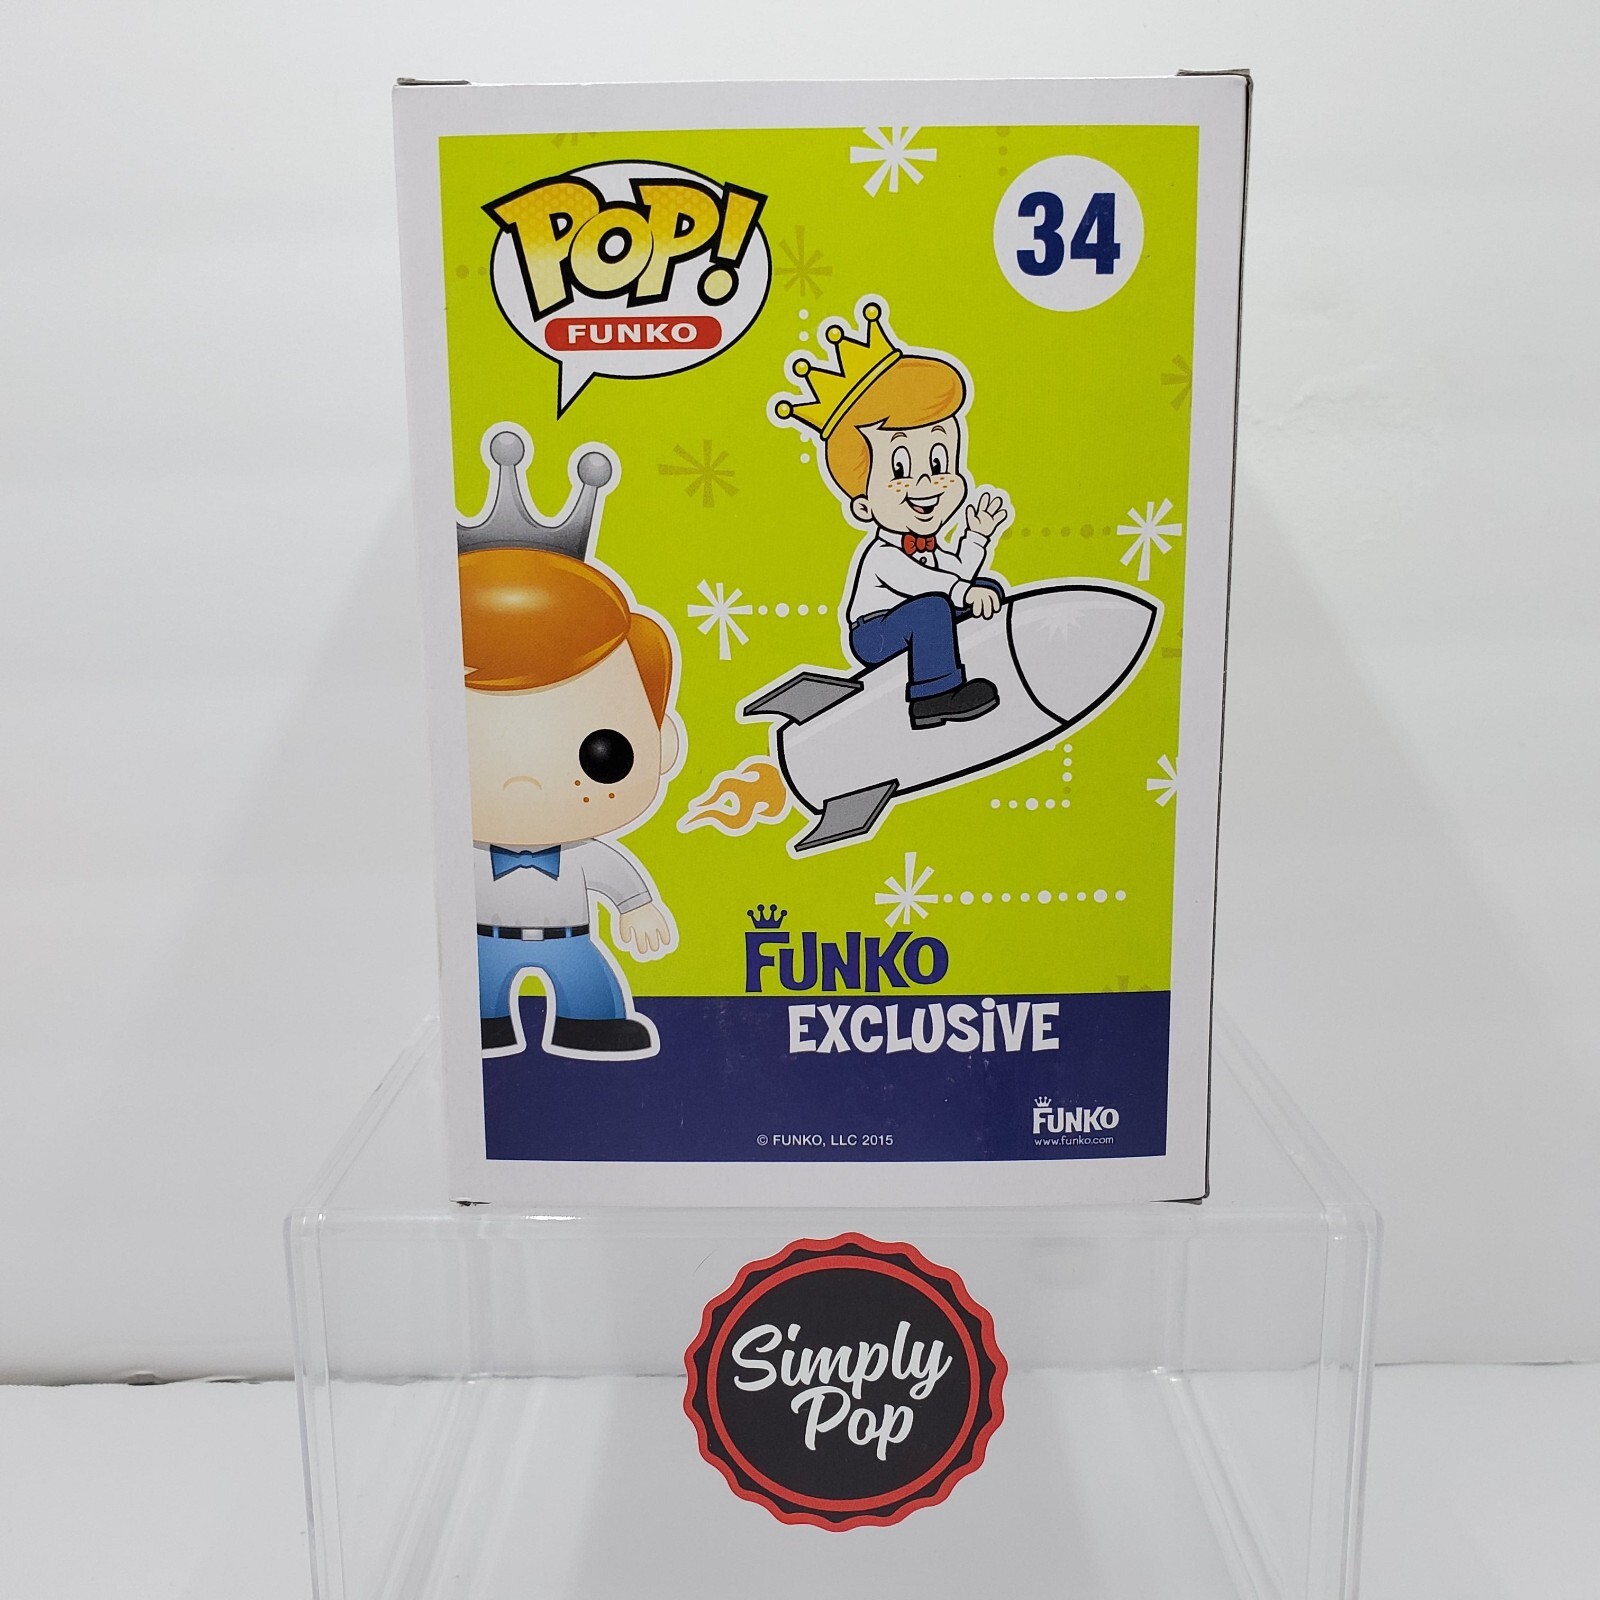 POP!
FUNKO
34
FUNKO
EXCLUSiVE
© FUNKO, LLC 2015
FUNKO
www.funko.com
Simply
Pop